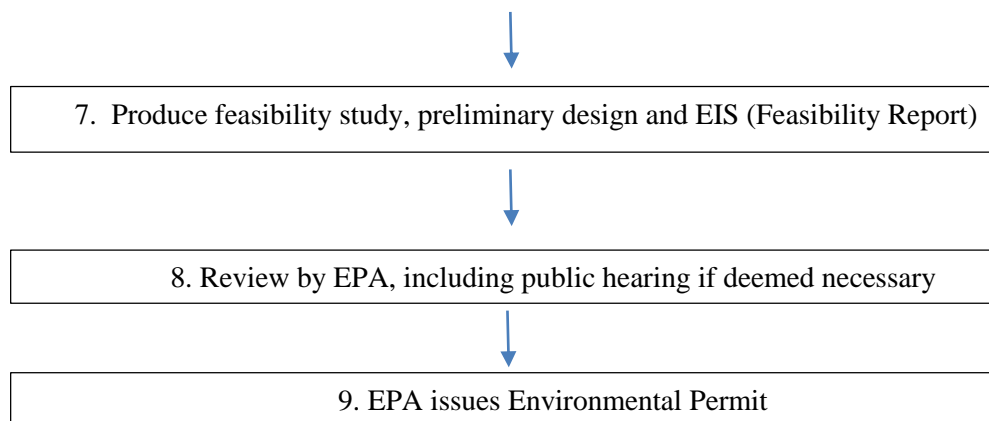 7. Produce feasibility study, preliminary design and EIS (Feasibility Report)
8. Review by EPA, including public hearing if deemed necessary
9. EPA issues Environmental Permit